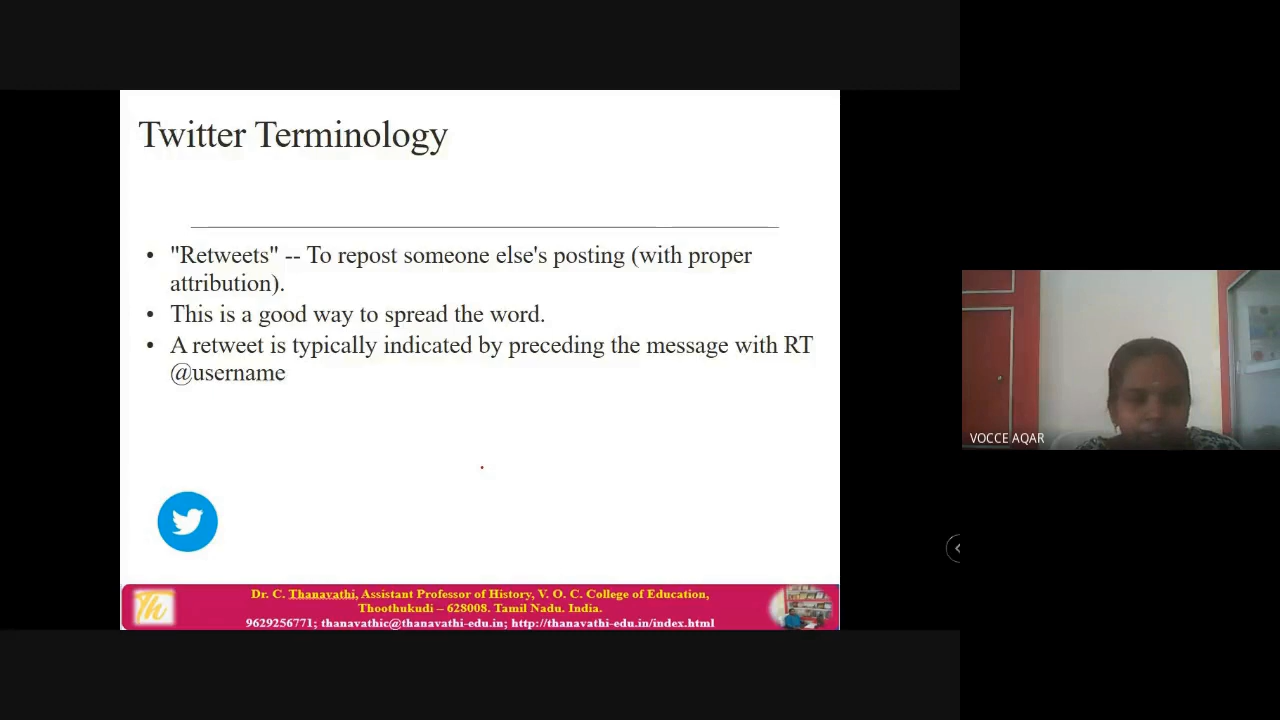 Twitter Terminology
• "Retweets" -- To repost someone else's posting (with proper
attribution).
• This is a good way to spread the word.
• A retweet is typically indicated by preceding the message with RT
@username
Th
Dr. C. Thanavathi, Assistant Professor of History, V. O. C. College of Education,
Thoothukudi – 628008. Tamil Nadu. India.
9629256771; thanavathic@thanavathi-edu.in; http://thanavathi-edu.in/index.html
VOCCE AQAR